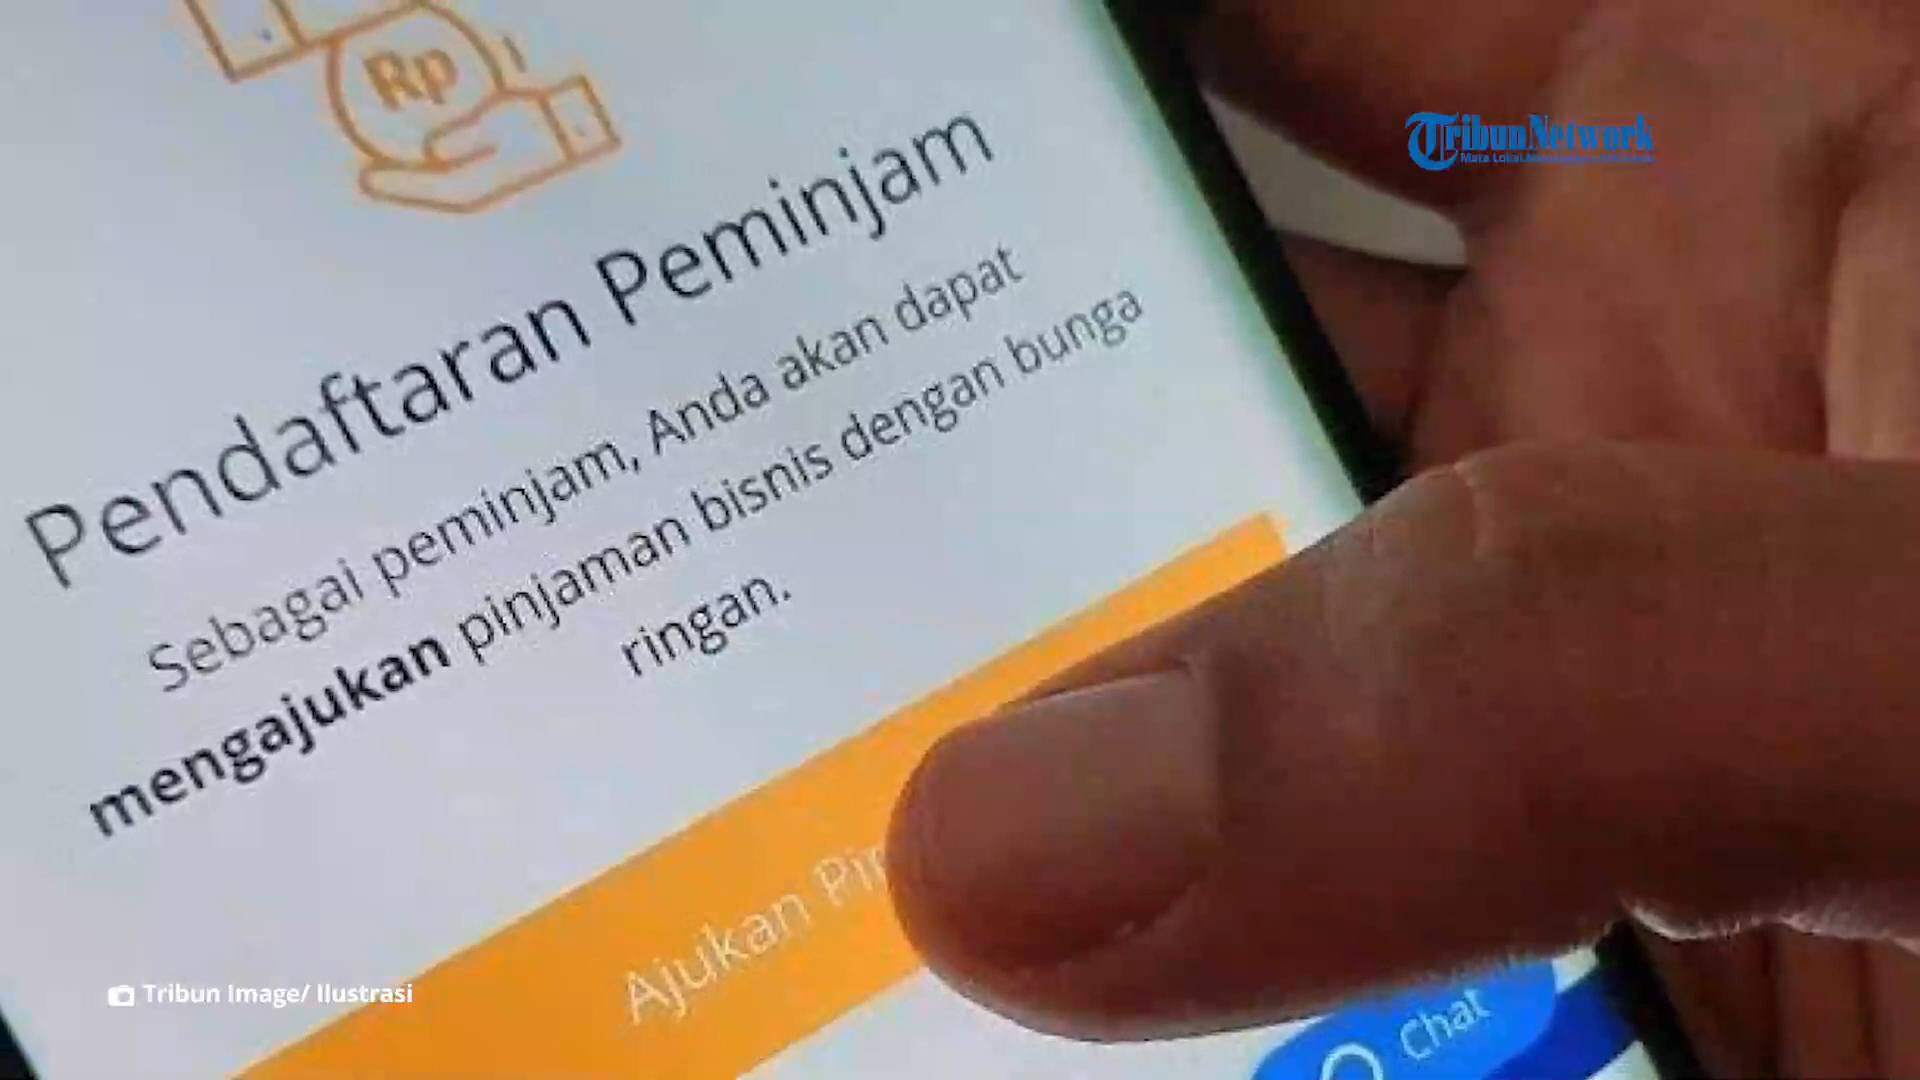 Rp
TribunNetwork
Pendaftaran Peminjam
Sebagai peminjam, Anda akan dapat
mengajukan pinjaman bisnis dengan bunga
ringan.
Ajukan
Tribun Image/ Ilustrasi
Chat